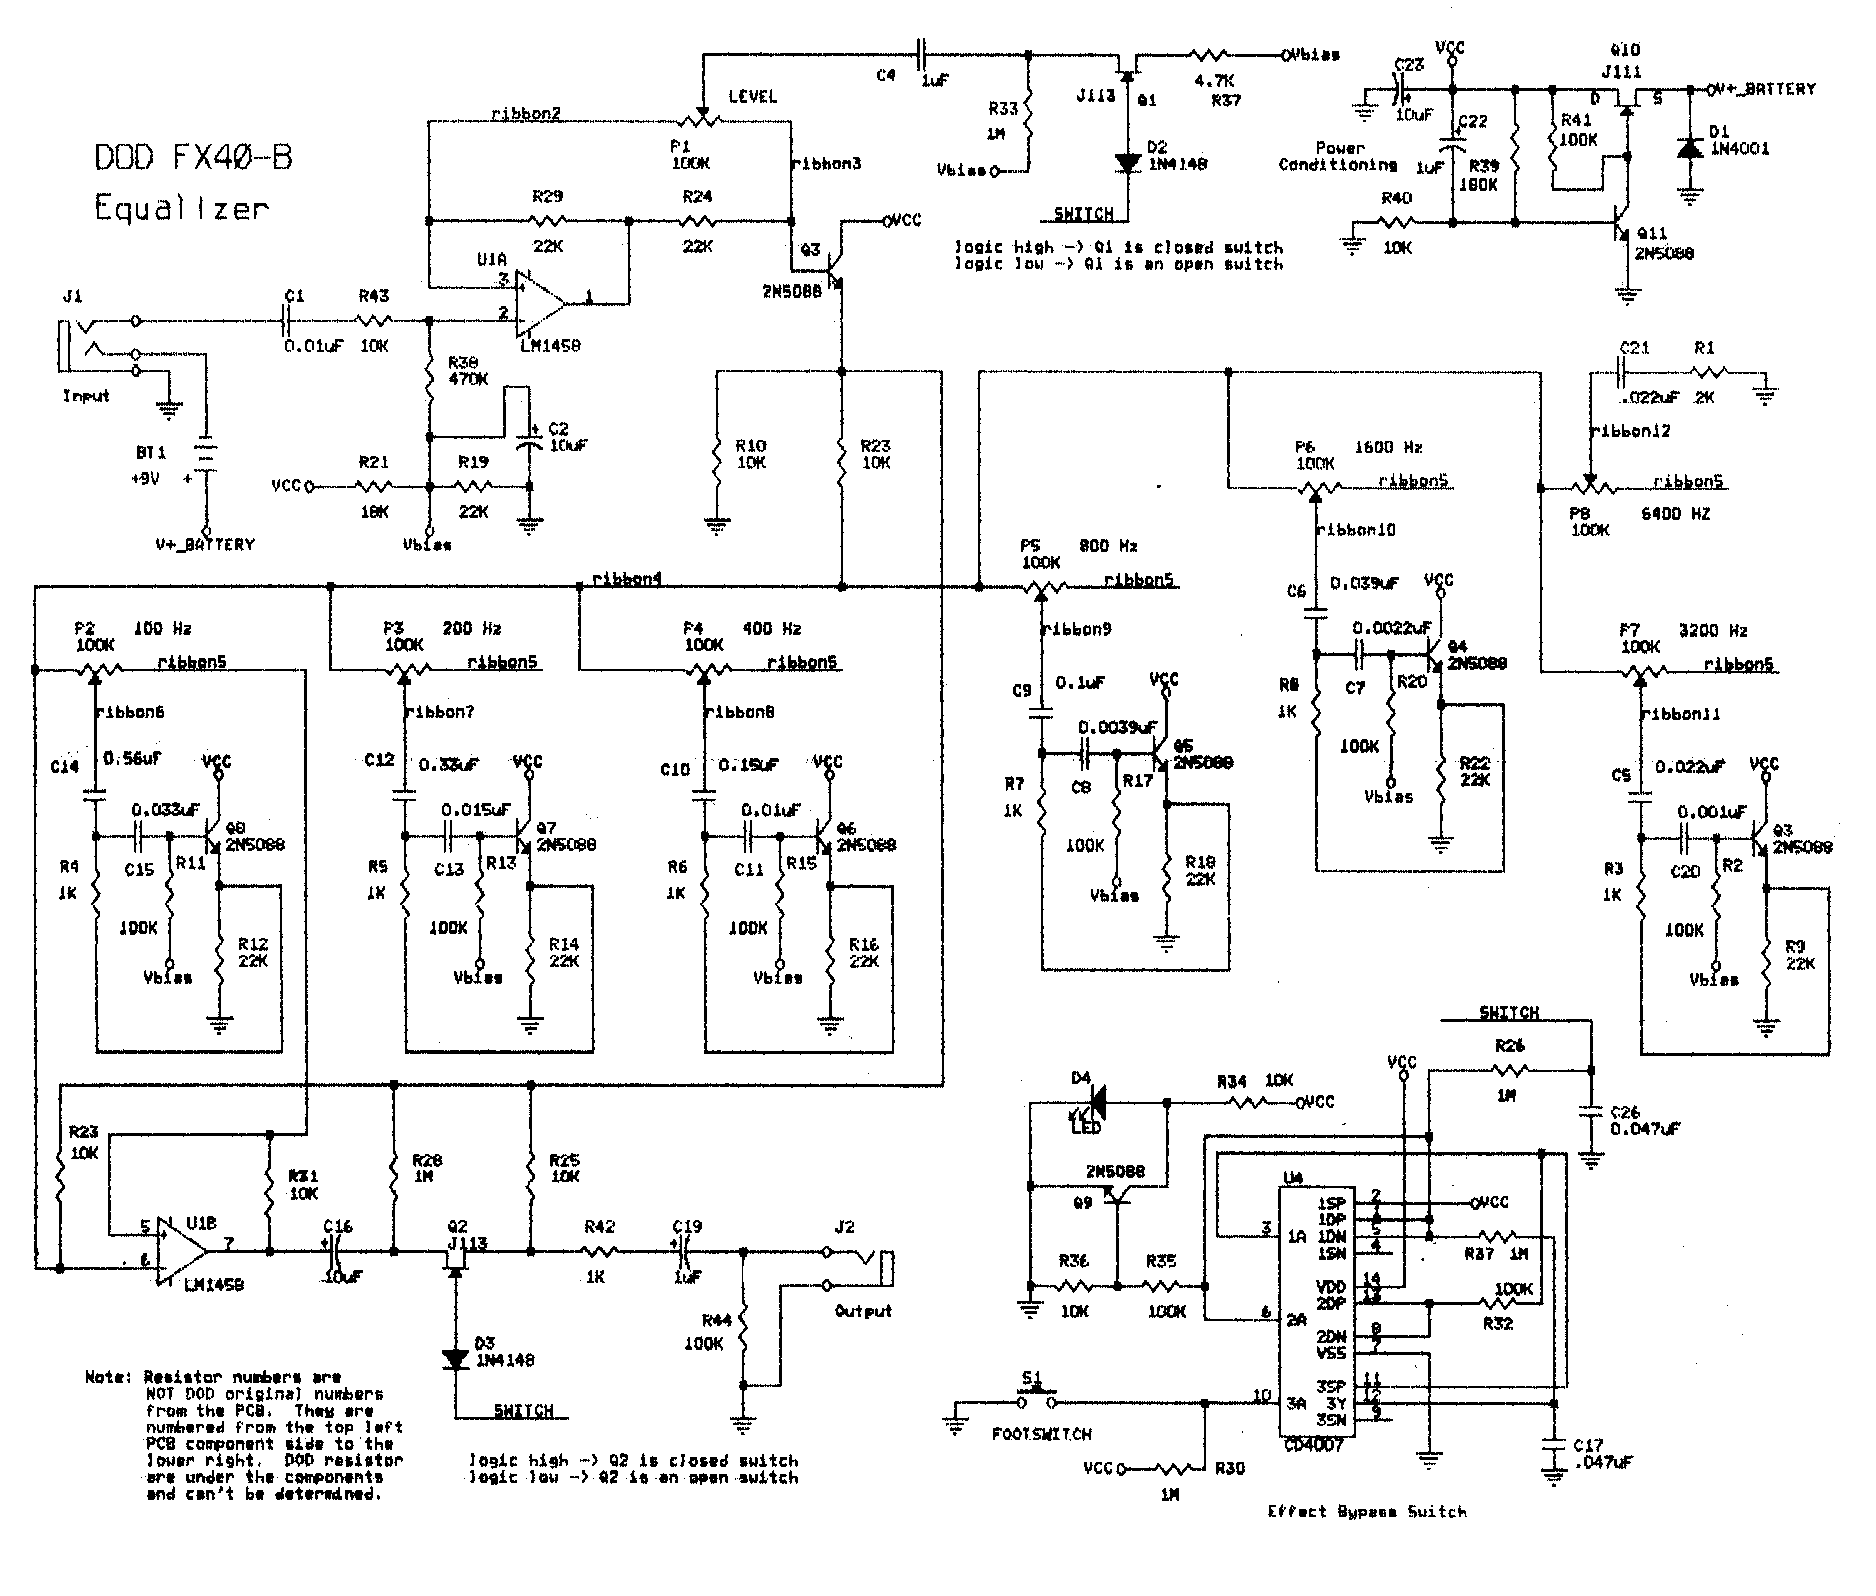 DOD FX40-B
Equalizer
ribbon2
LEVEL
P1
100K
ribbon3
R29
22K
R24
22K
U1A
3
2
1
LM1458
Q3
2N5088
VCC
J1
Input
C1
0.01uF
R43
10K
R38
470K
C2
10uF
BT1
+9V
+
V+_BATTERY
VCC
R21
18K
R19
22K
Vbias
R10
10K
R23
10K
C4
1uF
R33
1M
Vbias
J113
Q1
4.7K
R37
Vbias
D2
1N4148
SWITCH
logic high -> Q1 is closed switch
logic low -> Q1 is an open switch
Power
Conditioning
C23
10uF
VCC
C22
1uF
R39
180K
R41
100K
Q10
J111
D
S
V+_BATTERY
D1
1N4001
R40
10K
Q11
2N5088
C21
.022uF
R1
2K
ribbon12
P8
100K
6400 HZ
ribbon5
P6
100K
1600 Hz
ribbon5
ribbon10
C6
0.039uF
VCC
0.0022uF
C7
Q4
2N5088
R8
1K
R20
100K
Vbias
R22
22K
P5
100K
800 Hz
ribbon5
ribbon9
C9
0.1uF
VCC
0.0039uF
C8
Q5
2N5088
R7
1K
R17
100K
Vbias
R18
22K
P7
100K
3200 Hz
ribbon5
ribbon11
C5
0.022uF
VCC
0.001uF
C20
Q3
2N5088
R3
1K
R2
100K
Vbias
R9
22K
ribbon4
P2
100K
100 Hz
ribbon5
ribbon6
C14
0.56uF
VCC
0.033uF
C15
Q8
2N5088
R4
1K
R11
100K
Vbias
R12
22K
P3
100K
200 Hz
ribbon5
ribbon7
C12
0.33uF
VCC
0.015uF
C13
Q7
2N5088
R5
1K
R13
100K
Vbias
R14
22K
P4
100K
400 Hz
ribbon5
ribbon8
C10
0.15uF
VCC
0.01uF
C11
Q6
2N5088
R6
1K
R15
100K
Vbias
R16
22K
R23
10K
U1B
5
6
7
LM1458
R31
10K
C16
10uF
R28
1M
Q2
J113
R25
10K
R42
1K
C19
1uF
J2
Output
R44
100K
D3
1N4148
SWITCH
logic high -> Q2 is closed switch
logic low -> Q2 is an open switch
Note: Resistor numbers are
NOT DOD original numbers
from the PCB. They are
numbered from the top left
PCB component side to the
lower right. DOD resistor
are under the components
and can't be determined.
SWITCH
R26
1M
C26
0.047uF
VCC
D4
LED
R34
10K
VCC
2N5088
Q9
R36
10K
R35
100K
U4
3
1A
6
2A
10
3A
1SP
2
VCC
1DP
1DN
5
1SN
4
VDD
14
2DP
13
2DN
8
VSS
7
3SP
11
3Y
12
3SN
9
CD4007
R37
1M
100K
R32
S1
FOOTSWITCH
VCC
R30
1M
C17
.047uF
Effect Bypass Switch